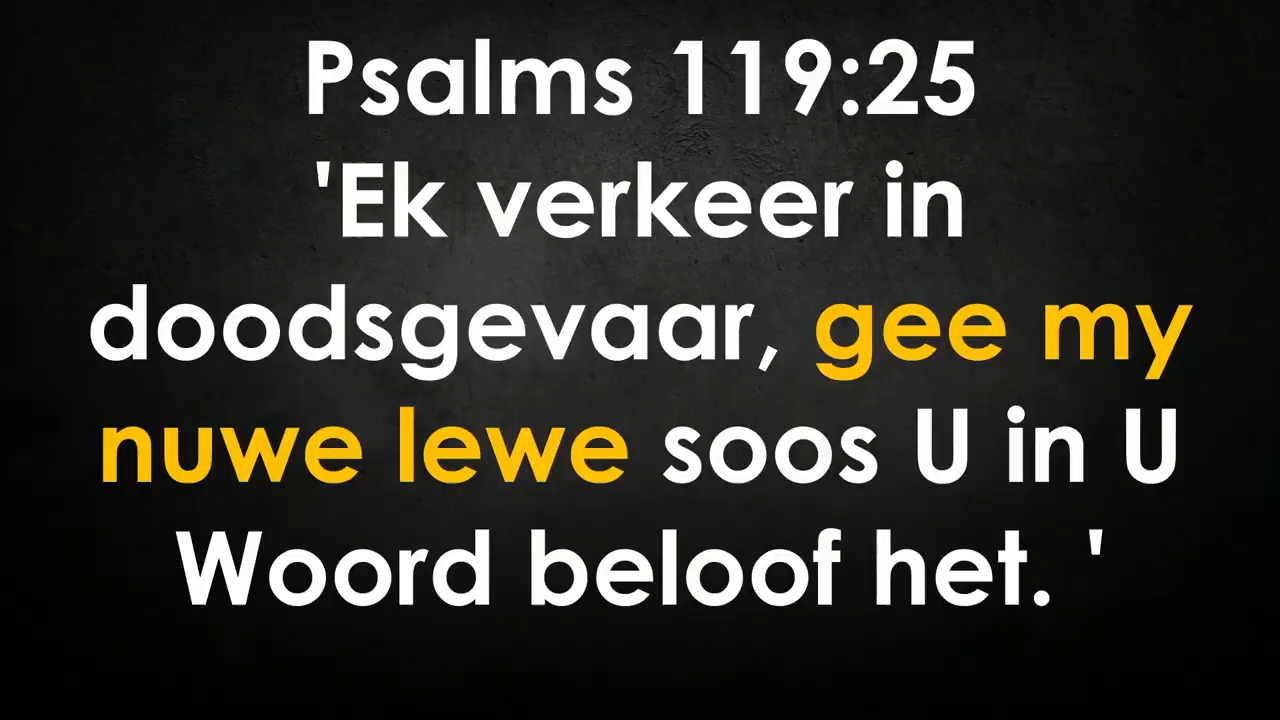 Psalms 119:25
'Ek verkeer in
doodsgevaar, gee my
nuwe lewe soos U in U
Woord beloof het. '